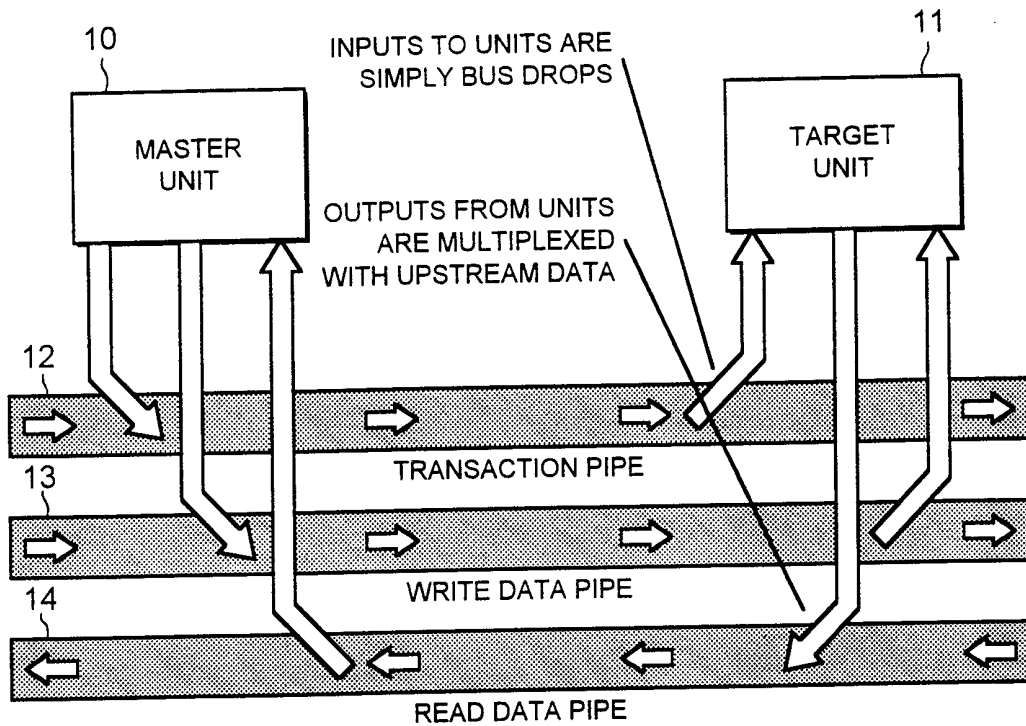 10
INPUTS TO UNITS ARE
SIMPLY BUS DROPS
11
MASTER
UNIT
TARGET
UNIT
OUTPUTS FROM UNITS
ARE MULTIPLEXED
WITH UPSTREAM DATA
12
TRANSACTION PIPE
13
WRITE DATA PIPE
14
READ DATA PIPE